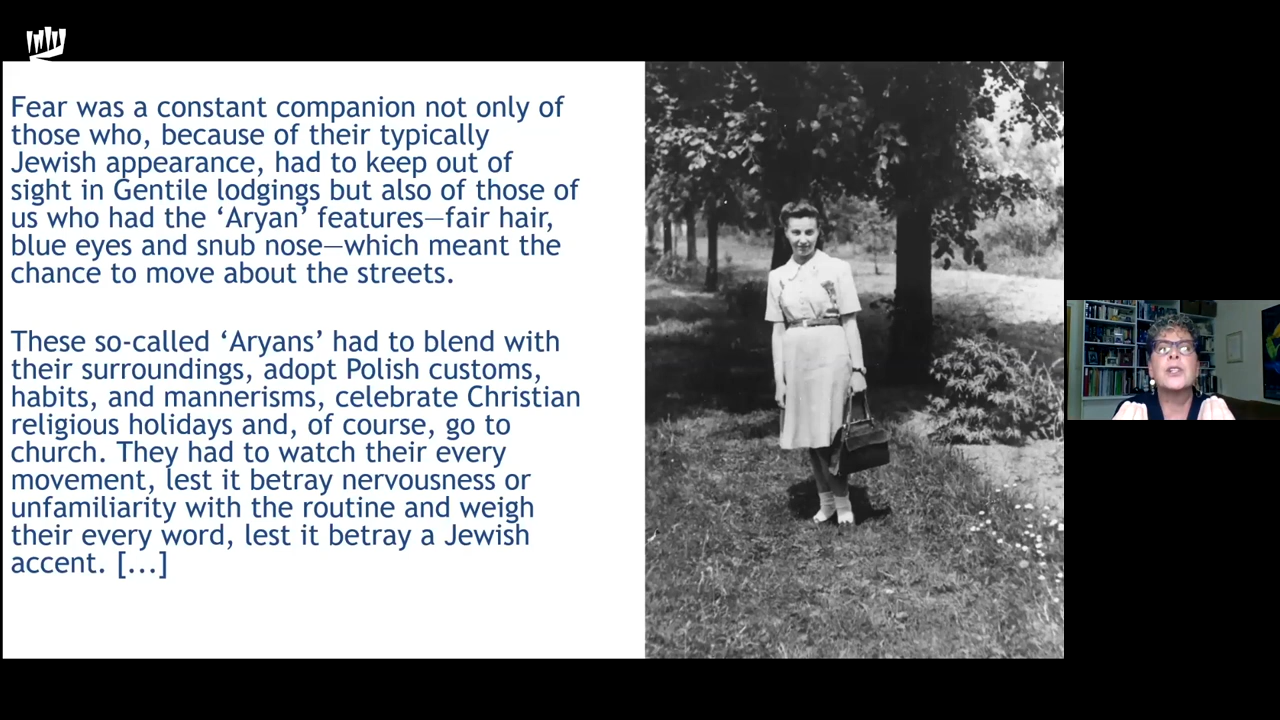 Fear was a constant companion not only of
those who, because of their typically
Jewish appearance, had to keep out of
sight in Gentile lodgings but also of those of
us who had the ‘Aryan’ features—fair hair,
blue eyes and snub nose—which meant the
chance to move about the streets.
These so-called ‘Aryans’ had to blend with
their surroundings, adopt Polish customs,
habits, and mannerisms, celebrate Christian
religious holidays and, of course, go to
church. They had to watch their every
movement, lest it betray nervousness or
unfamiliarity with the routine and weigh
their every word, lest it betray a Jewish
accent. [...]